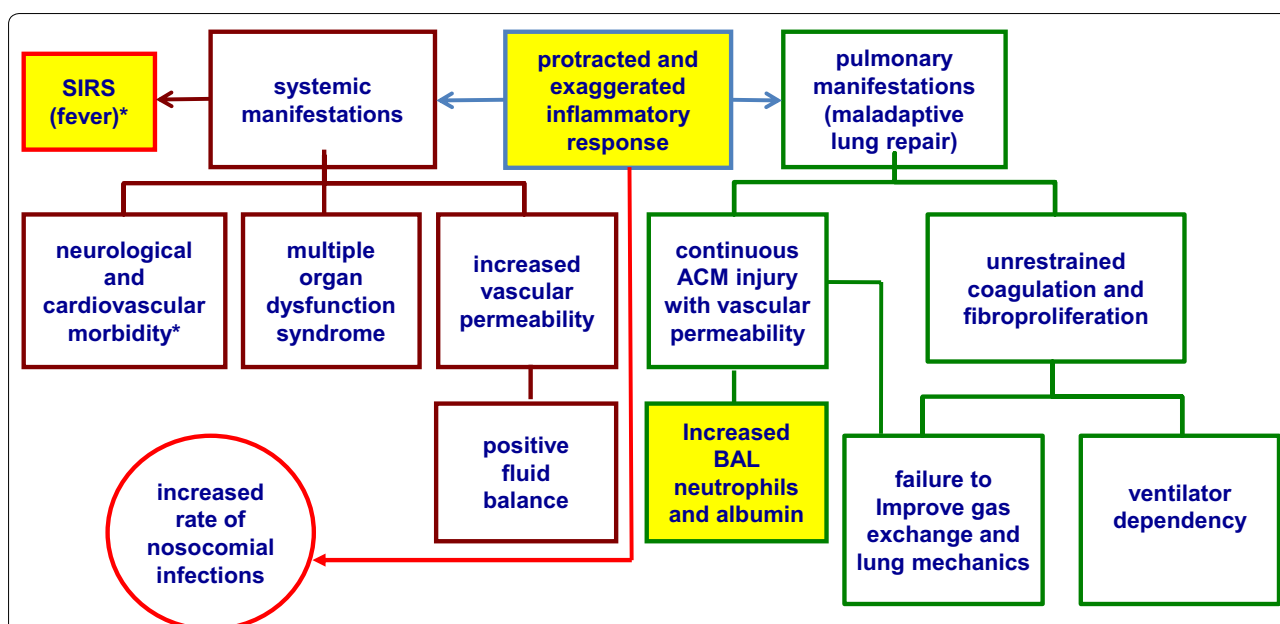 SIRS
(fever)*
systemic
manifestations
protracted and
exaggerated
inflammatory
response
pulmonary
manifestations
(maladaptive
lung repair)
neurological
and
cardiovascular
morbidity*
multiple
organ
dysfunction
syndrome
increased
vascular
permeability
continuous
ACM injury
with vascular
permeability
unrestrained
coagulation and
fibroproliferation
increased
rate of
nosocomial
infections
positive
fluid
balance
Increased
BAL
neutrophils
and albumin
failure to
Improve gas
exchange and
lung mechanics
ventilator
dependency